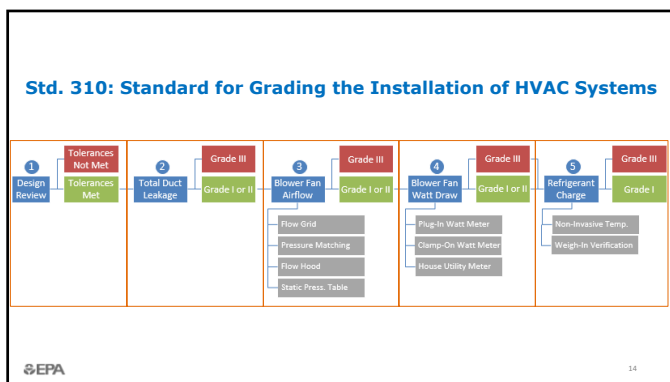 Std. 310: Standard for Grading the Installation of HVAC Systems
1
Design
Review
Tolerances
Not Met
Tolerances
Met
2
Total Duct
Leakage
Grade III
Grade I or II
3
Blower Fan
Airflow
Grade III
Grade I or II
Flow Grid
Pressure Matching
Flow Hood
Static Press. Table
4
Blower Fan
Watt Draw
Grade III
Grade I or II
Plug-In Watt Meter
Clamp-On Watt Meter
House Utility Meter
5
Refrigerant
Charge
Grade III
Grade I
Non-Invasive Temp.
Weigh-In Verification
EPA
14